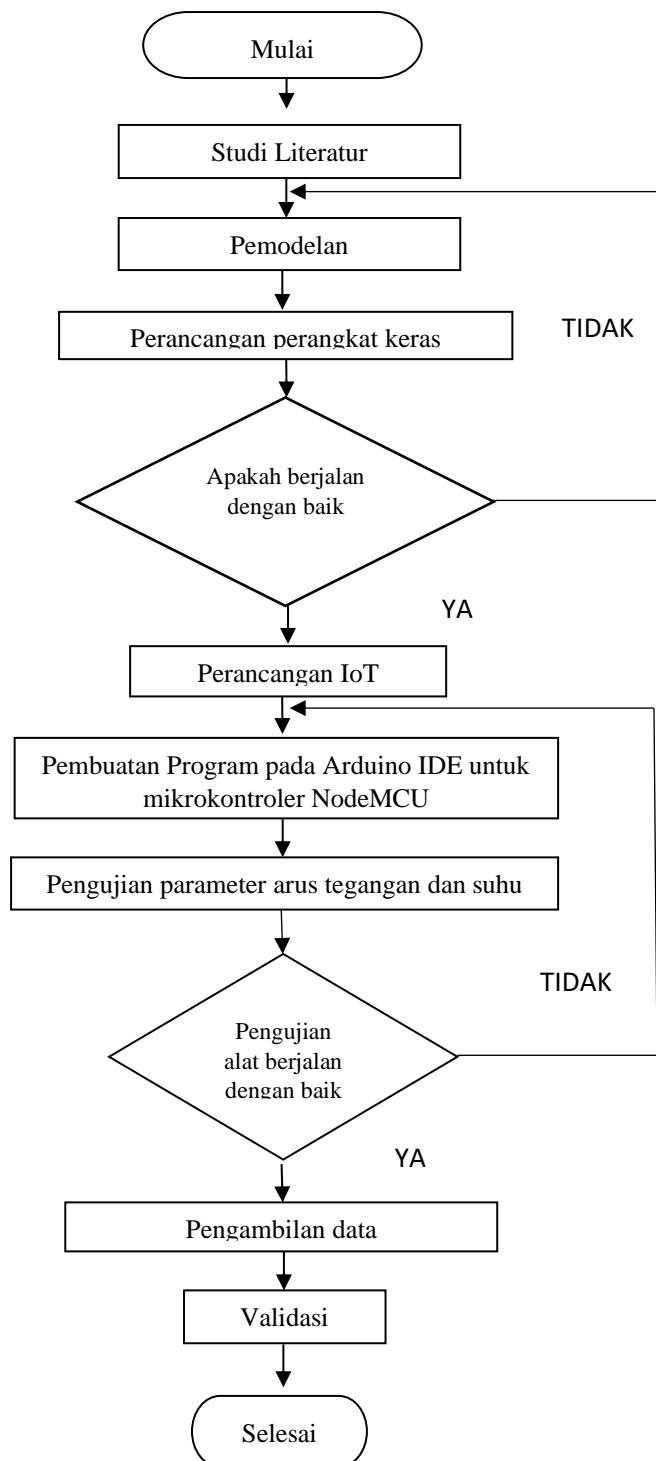 Mulai
Studi Literatur
Pemodelan
Perancangan perangkat keras
TIDAK
Apakah berjalan
dengan baik
YA
Perancangan IoT
Pembuatan Program pada Arduino IDE untuk
mikrokontroler NodeMCU
Pengujian parameter arus tegangan dan suhu
TIDAK
Pengujian
alat berjalan
dengan baik
YA
Pengambilan data
Validasi
Selesai